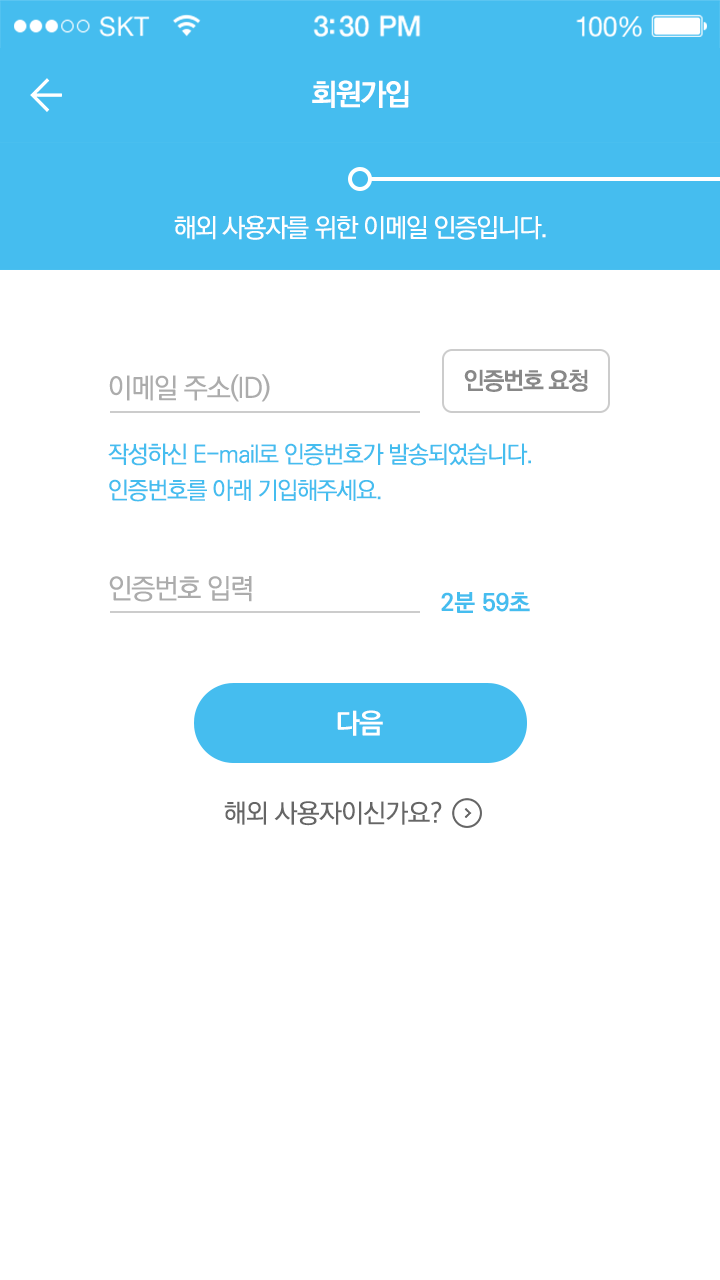 SKT 3:30 PM 100%
회원가입
해외 사용자를 위한 이메일 인증입니다.
이메일 주소(ID) 인증번호 요청
작성하신 E-mail로 인증번호가 발송되었습니다.
인증번호를 아래 기입해주세요.
인증번호 입력 2분 59초
다음
해외 사용자이신가요?